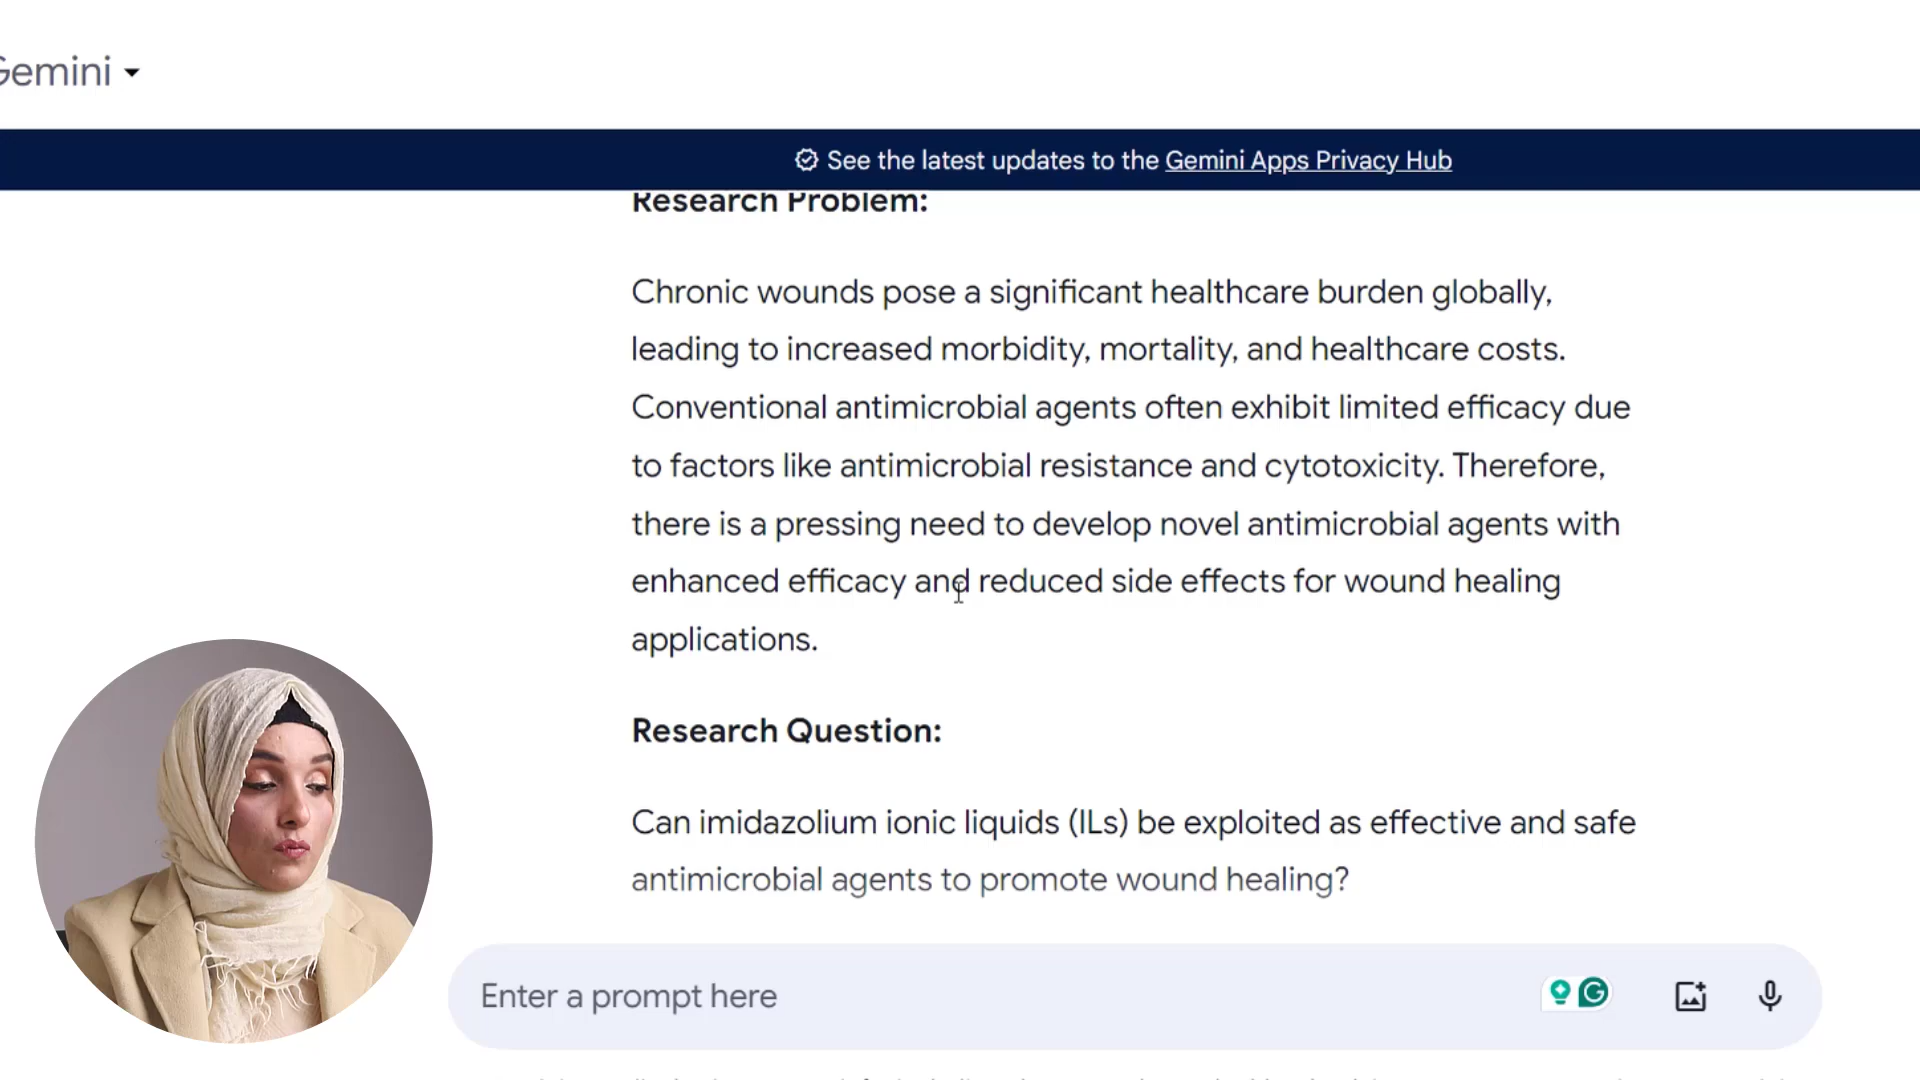 Gemini
See the latest updates to the Gemini Apps Privacy Hub
Research Problem:
Chronic wounds pose a significant healthcare burden globally,
leading to increased morbidity, mortality, and healthcare costs.
Conventional antimicrobial agents often exhibit limited efficacy due
to factors like antimicrobial resistance and cytotoxicity. Therefore,
there is a pressing need to develop novel antimicrobial agents with
enhanced efficacy and reduced side effects for wound healing
applications.
Research Question:
Can imidazolium ionic liquids (ILs) be exploited as effective and safe
antimicrobial agents to promote wound healing?
Enter a prompt here